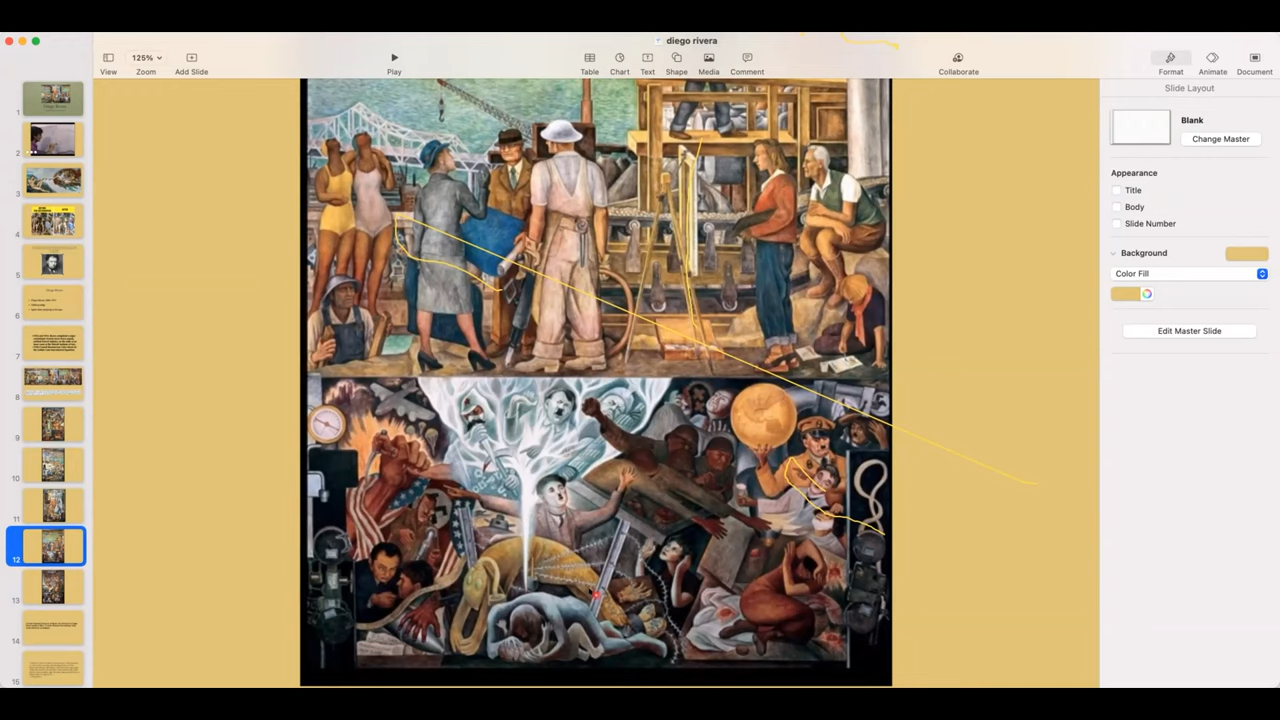 diego rivera
125%
View
Zoom
Add Slide
Play
Table
Chart
Text
Shape
Media
Comment
Collaborate
Format
Animate
Document
Slide Layout
Blank
Change Master
Appearance
Title
Body
Slide Number
Background
Color Fill
Edit Master Slide
1
2
3
4
5
6
7
8
9
10
11
12
13
14
15